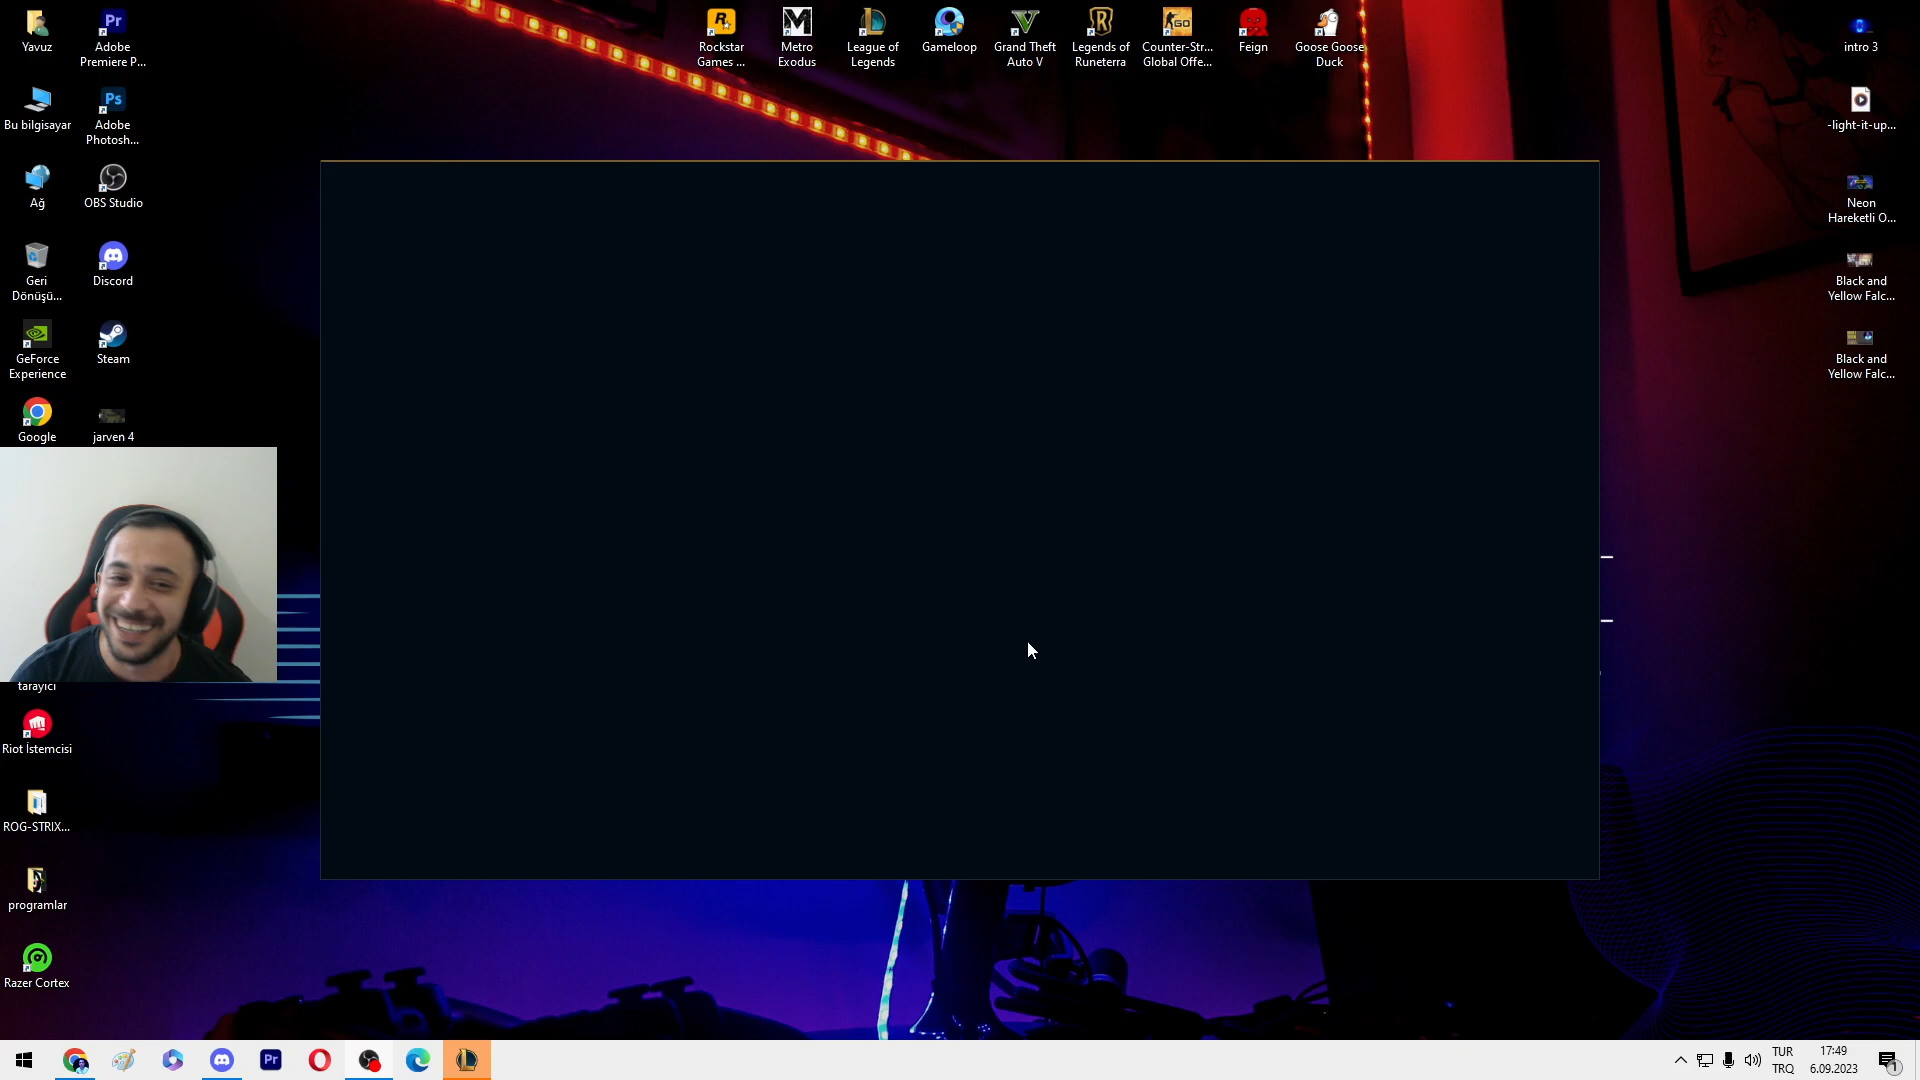 Yavuz
Adobe
Premiere P...
Bu bilgisayar
Adobe
Photosh...
Ağ
OBS Studio
Geri
Dönüşü...
Discord
GeForce
Experience
Steam
Google
jarven 4
tarayıcı
Riot İstemcisi
ROG-STRIX...
programlar
Razer Cortex
Rockstar
Games ...
Metro
Exodus
League of
Legends
Gameloop
Grand Theft
Auto V
Legends of
Runeterra
Counter-Str...
Global Offe...
Feign
Goose Goose
Duck
intro 3
-light-it-up...
Neon
Hareketli O...
Black and
Yellow Falc...
Black and
Yellow Falc...
TUR
TRQ
17:49
6.09.2023
1